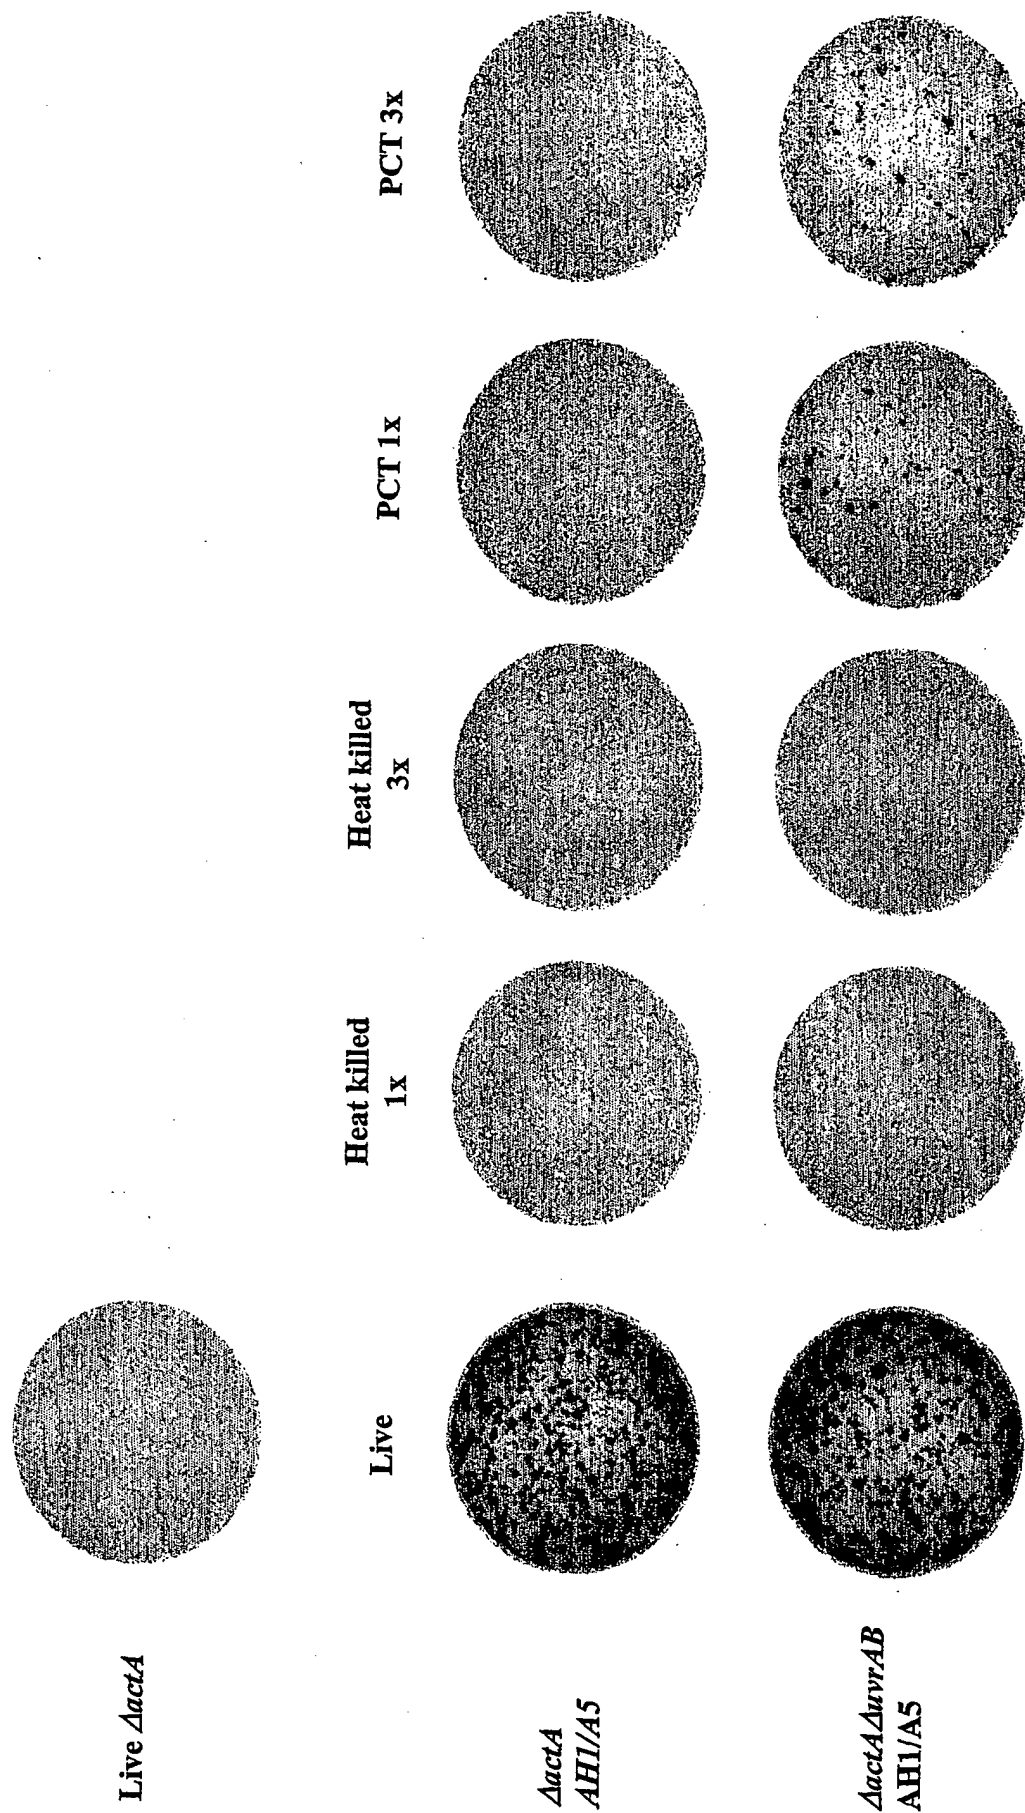 Live ΔactA
Live
Heat killed
1x
Heat killed
3x
PCT 1x
PCT 3x
ΔactA
AH1/A5
ΔactAΔuvrAB
AH1/A5